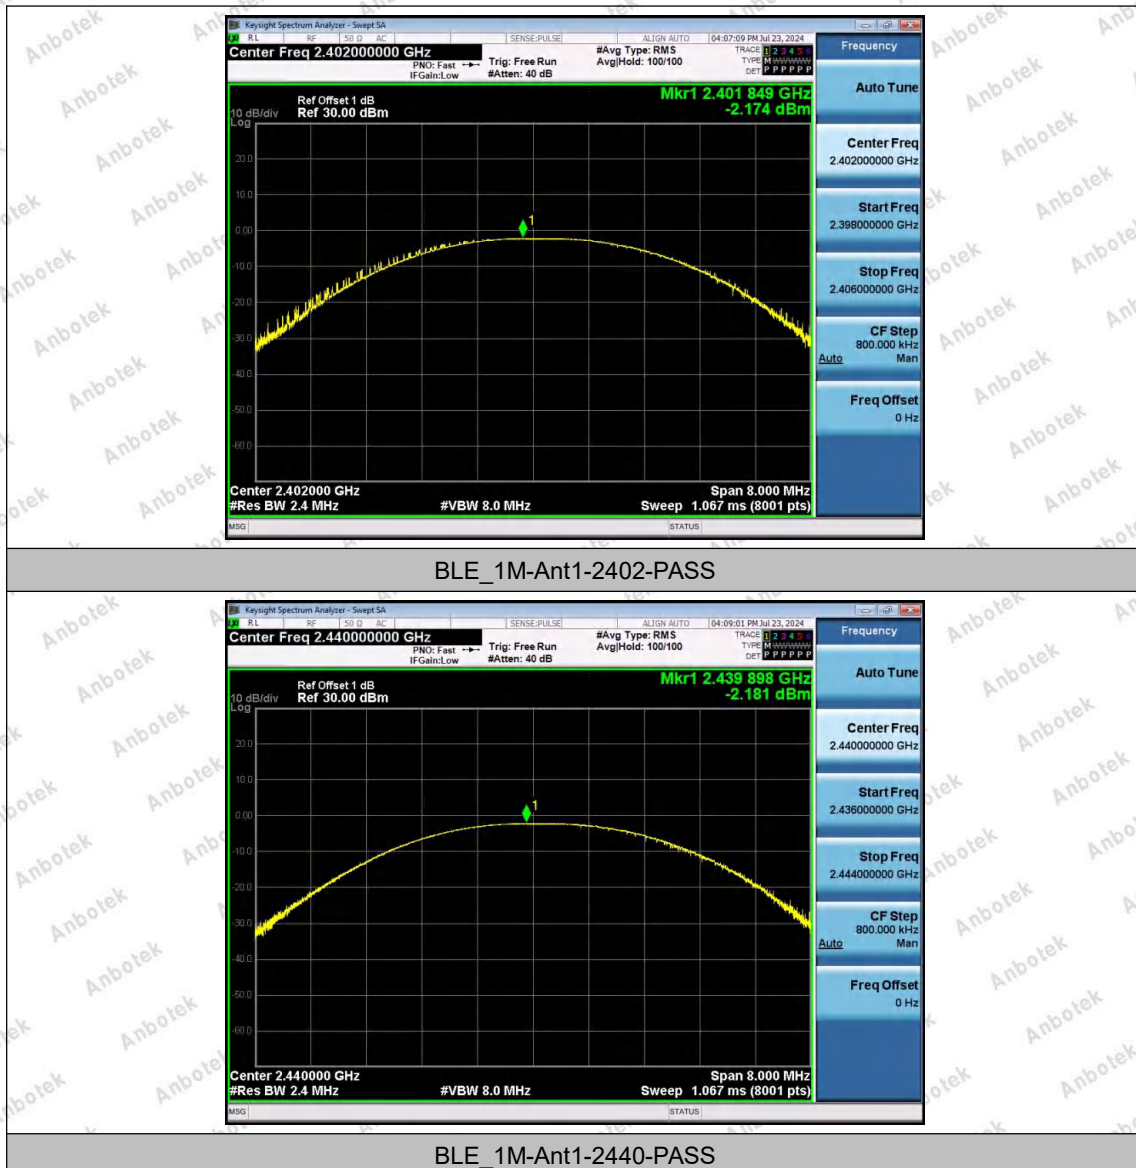 Keysight Spectrum Analyzer - Swept SA
RL RF 50 Ω AC SENSE:PULSE ALIGN AUTO 04:07:09 PM Jul 23, 2024
Center Freq 2.402000000 GHz
PNO: Fast
IFGain:Low
Trig: Free Run
#Atten: 40 dB
#Avg Type: RMS
Avg|Hold: 100/100
TRACE 1 2 3 4 5 6
TYPE M WWWWW
DET P P P P P P
Frequency
Mkr1 2.401 849 GHz
-2.174 dBm
Ref Offset 1 dB
10 dB/div Ref 30.00 dBm
Log
20.0
10.0
0.00
-10.0
-20.0
-30.0
-40.0
-50.0
-60.0
1
Center 2.402000 GHz Span 8.000 MHz
#Res BW 2.4 MHz #VBW 8.0 MHz Sweep 1.067 ms (8001 pts)
MSG STATUS
Auto Tune
Center Freq
2.402000000 GHz
Start Freq
2.398000000 GHz
Stop Freq
2.406000000 GHz
CF Step
800.000 kHz
Auto Man
Freq Offset
0 Hz
BLE_1M-Ant1-2402-PASS
Keysight Spectrum Analyzer - Swept SA
RL RF 50 Ω AC SENSE:PULSE ALIGN AUTO 04:09:01 PM Jul 23, 2024
Center Freq 2.440000000 GHz
PNO: Fast
IFGain:Low
Trig: Free Run
#Atten: 40 dB
#Avg Type: RMS
Avg|Hold: 100/100
TRACE 1 2 3 4 5 6
TYPE M WWWWW
DET P P P P P P
Frequency
Mkr1 2.439 898 GHz
-2.181 dBm
Ref Offset 1 dB
10 dB/div Ref 30.00 dBm
Log
20.0
10.0
0.00
-10.0
-20.0
-30.0
-40.0
-50.0
-60.0
1
Center 2.440000 GHz Span 8.000 MHz
#Res BW 2.4 MHz #VBW 8.0 MHz Sweep 1.067 ms (8001 pts)
MSG STATUS
Auto Tune
Center Freq
2.440000000 GHz
Start Freq
2.436000000 GHz
Stop Freq
2.444000000 GHz
CF Step
800.000 kHz
Auto Man
Freq Offset
0 Hz
BLE_1M-Ant1-2440-PASS
Anbotek